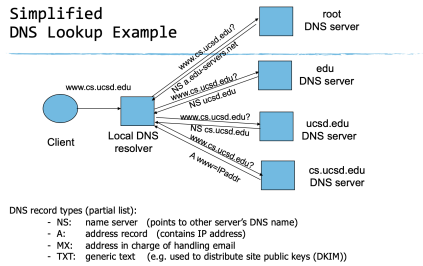 Simplified
DNS Lookup Example
root
DNS server
www.cs.ucsd.edu?
NS a.edu-servers.net
edu
DNS server
www.cs.ucsd.edu?
NS ucsd.edu
www.cs.ucsd.edu
Client
Local DNS
resolver
www.cs.ucsd.edu?
NS cs.ucsd.edu
ucsd.edu
DNS server
www.cs.ucsd.edu?
A www=IPaddr
cs.ucsd.edu
DNS server
DNS record types (partial list):
- NS: name server (points to other server's DNS name)
- A: address record (contains IP address)
- MX: address in charge of handling email
- TXT: generic text (e.g. used to distribute site public keys (DKIM))